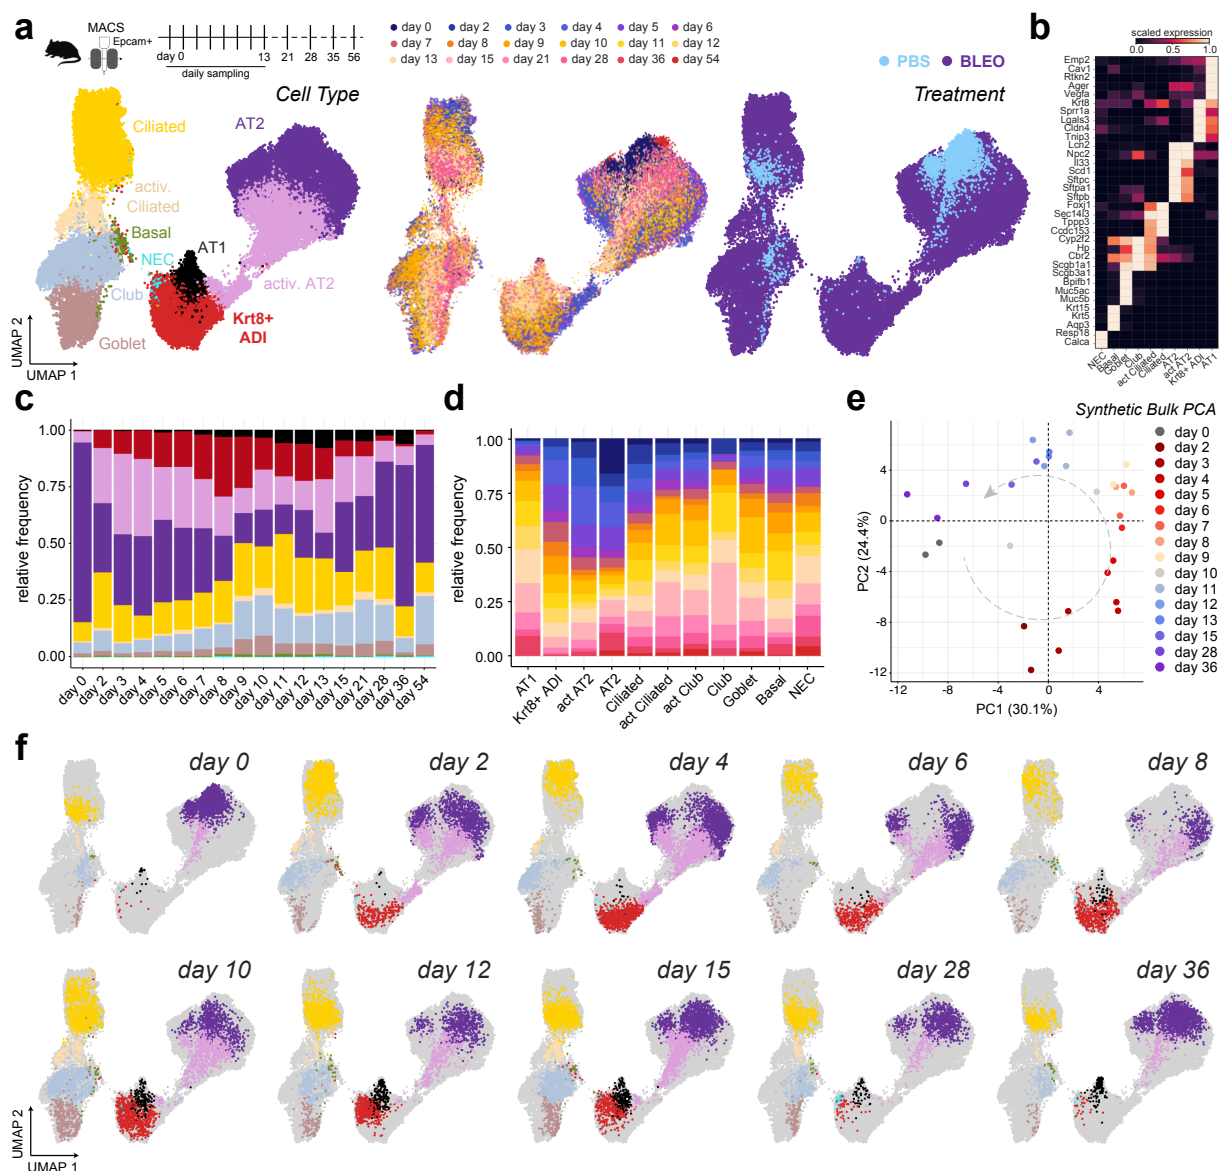 a
MACS
Epcam+
day 0
13
21
28
35
56
daily sampling
day 0
day 2
day 3
day 4
day 5
day 6
day 7
day 8
day 9
day 10
day 11
day 12
day 13
day 15
day 21
day 28
day 36
day 54
PBS
BLEO
Cell Type
Treatment
Ciliated
AT2
activ.
Ciliated
Basal
NEC
AT1
Club
activ. AT2
Krt8+
ADI
Goblet
UMAP 2
UMAP 1
b
scaled expression
0.0
0.5
1.0
Emp2
Cav1
Rtkn2
Ager
Vegfa
Krt8
Sprr1a
Lgals3
Cldn4
Tnip3
Lcn2
Npc2
Il33
Scd1
Sftpc
Sftpa1
Sftpb
Foxj1
Sec14l3
Tppp3
Ccdc153
Cyp2f2
Hp
Cbr2
Scgb1a1
Scgb3a1
Bpifb1
Muc5ac
Muc5b
Krt15
Krt5
Aqp3
Resp18
Calca
NEC
Basal
Goblet
Club
act Ciliated
Ciliated
AT2
act AT2
Krt8+ ADI
AT1
c
relative frequency
1.00
0.75
0.50
0.25
0.00
day 0
day 2
day 3
day 4
day 5
day 6
day 7
day 8
day 9
day 10
day 11
day 12
day 13
day 15
day 21
day 28
day 36
day 54
d
relative frequency
1.00
0.75
0.50
0.25
0.00
AT1
Krt8+ ADI
act AT2
AT2
Ciliated
act Ciliated
act Club
Club
Goblet
Basal
NEC
e
Synthetic Bulk PCA
PC2 (24.4%)
4
0
-4
-8
-12
-12
-8
-4
0
4
PC1 (30.1%)
day 0
day 2
day 3
day 4
day 5
day 6
day 7
day 8
day 9
day 10
day 11
day 12
day 13
day 15
day 28
day 36
f
day 0
day 2
day 4
day 6
day 8
day 10
day 12
day 15
day 28
day 36
UMAP 2
UMAP 1